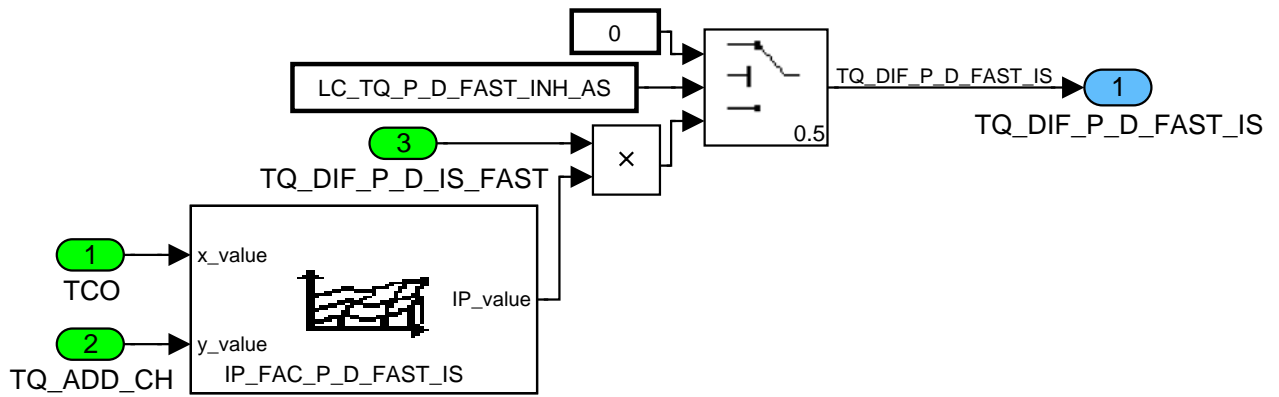 0
LC_TQ_P_D_FAST_INH_AS
TQ_DIF_P_D_FAST_IS
1
TQ_DIF_P_D_FAST_IS
0.5
3
TQ_DIF_P_D_IS_FAST
×
1
TCO
x_value
IP_value
2
TQ_ADD_CH
y_value
IP_FAC_P_D_FAST_IS